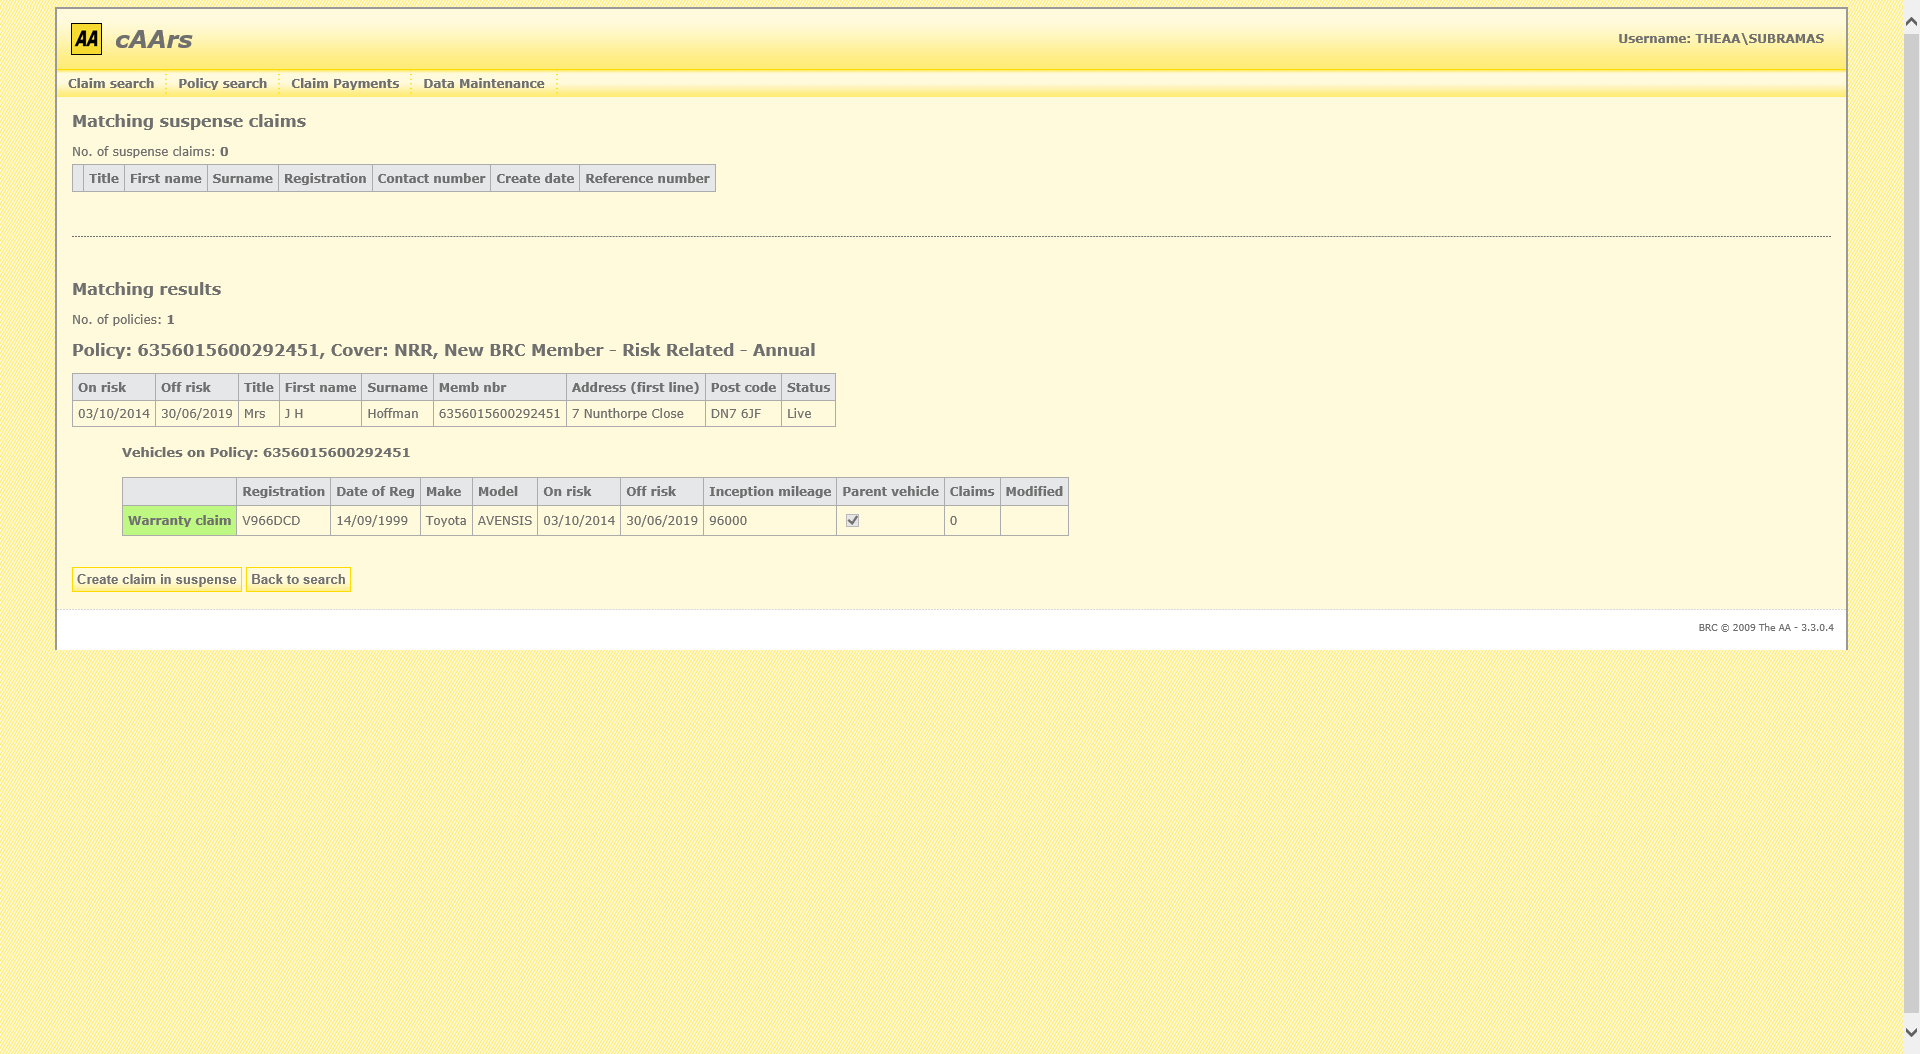 AA cAArs
Username: THEAA\SUBRAMAS
Claim search Policy search Claim Payments Data Maintenance
Matching suspense claims
No. of suspense claims: 0
Title First name Surname Registration Contact number Create date Reference number
Matching results
No. of policies: 1
Policy: 6356015600292451, Cover: NRR, New BRC Member - Risk Related - Annual
On risk Off risk Title First name Surname Memb nbr Address (first line) Post code Status
03/10/2014 30/06/2019 Mrs J H Hoffman 6356015600292451 7 Nunthorpe Close DN7 6JF Live
Vehicles on Policy: 6356015600292451
Registration Date of Reg Make Model On risk Off risk Inception mileage Parent vehicle Claims Modified
Warranty claim V966DCD 14/09/1999 Toyota AVENSIS 03/10/2014 30/06/2019 96000 0
Create claim in suspense Back to search
BRC © 2009 The AA - 3.3.0.4